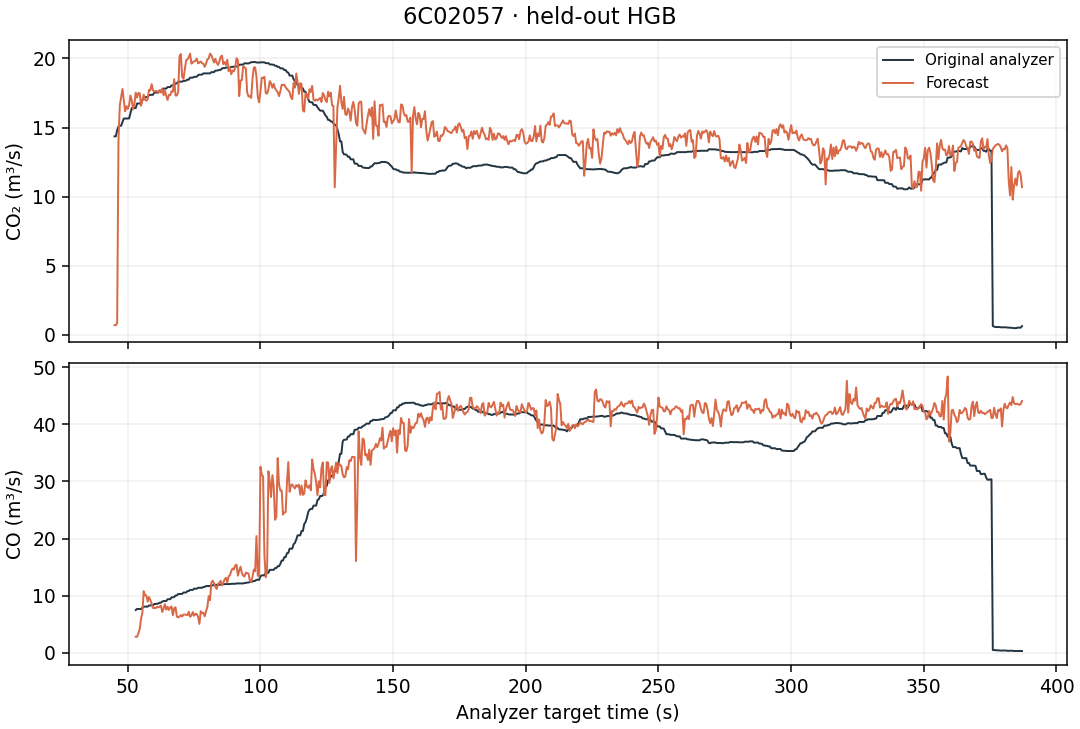 6C02057 · held-out HGB
Original analyzer
Forecast
CO₂ (m³/s)
20
15
10
5
0
CO (m³/s)
50
40
30
20
10
0
50 100 150 200 250 300 350 400
Analyzer target time (s)